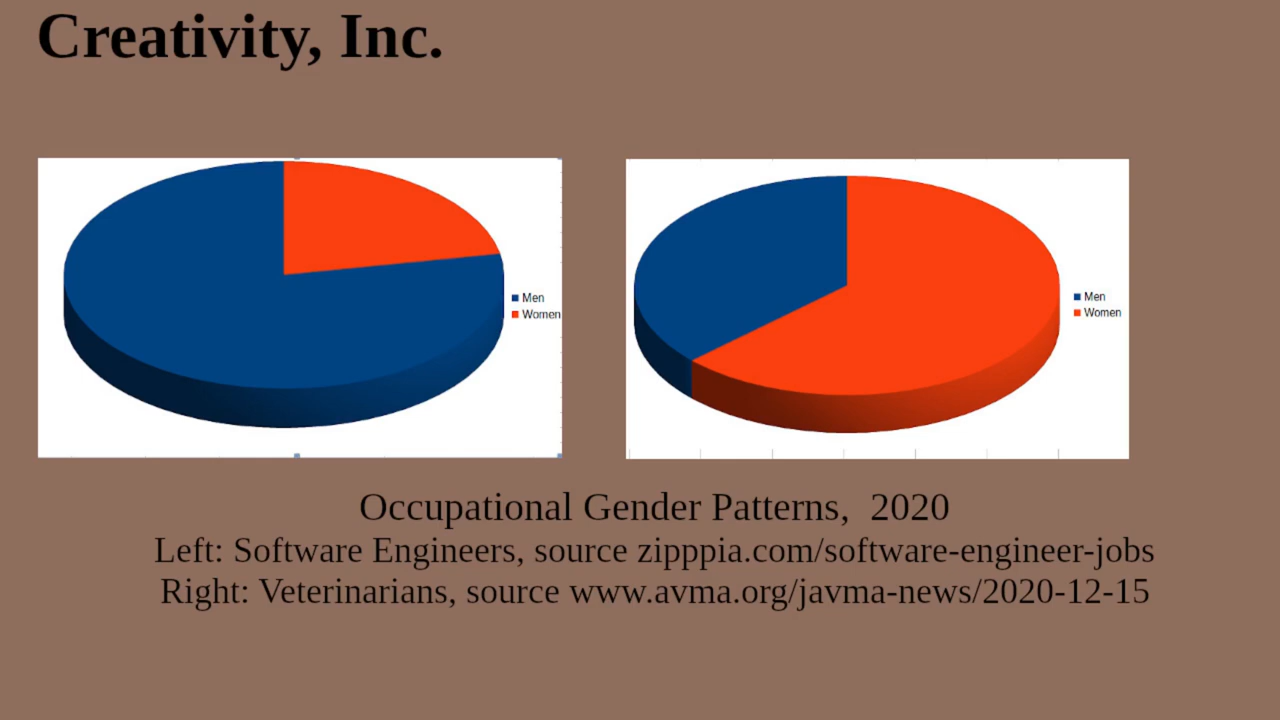 Creativity, Inc.
Men
Women
Men
Women
Occupational Gender Patterns,  2020
Left: Software Engineers, source zipppia.com/software-engineer-jobs
Right: Veterinarians, source www.avma.org/javma-news/2020-12-15